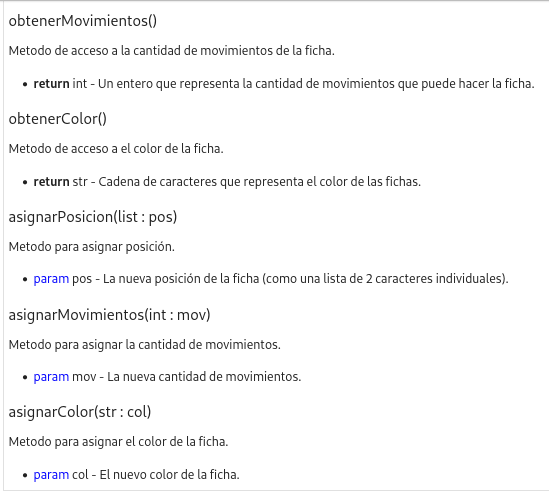 obtenerMovimientos()
Metodo de acceso a la cantidad de movimientos de la ficha.
• return int - Un entero que representa la cantidad de movimientos que puede hacer la ficha.
obtenerColor()
Metodo de acceso a el color de la ficha.
• return str - Cadena de caracteres que representa el color de las fichas.
asignarPosicion(list : pos)
Metodo para asignar posición.
• param pos - La nueva posición de la ficha (como una lista de 2 caracteres individuales).
asignarMovimientos(int : mov)
Metodo para asignar la cantidad de movimientos.
• param mov - La nueva cantidad de movimientos.
asignarColor(str : col)
Metodo para asignar el color de la ficha.
• param col - El nuevo color de la ficha.